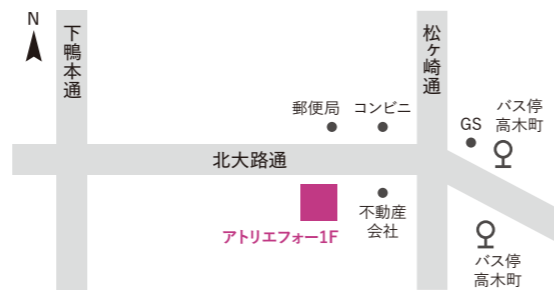 N
下鴨本通
松ヶ崎通
郵便局
コンビニ
GS
バス停
高木町
北大路通
アトリエフォー1F
不動産
会社
バス停
高木町